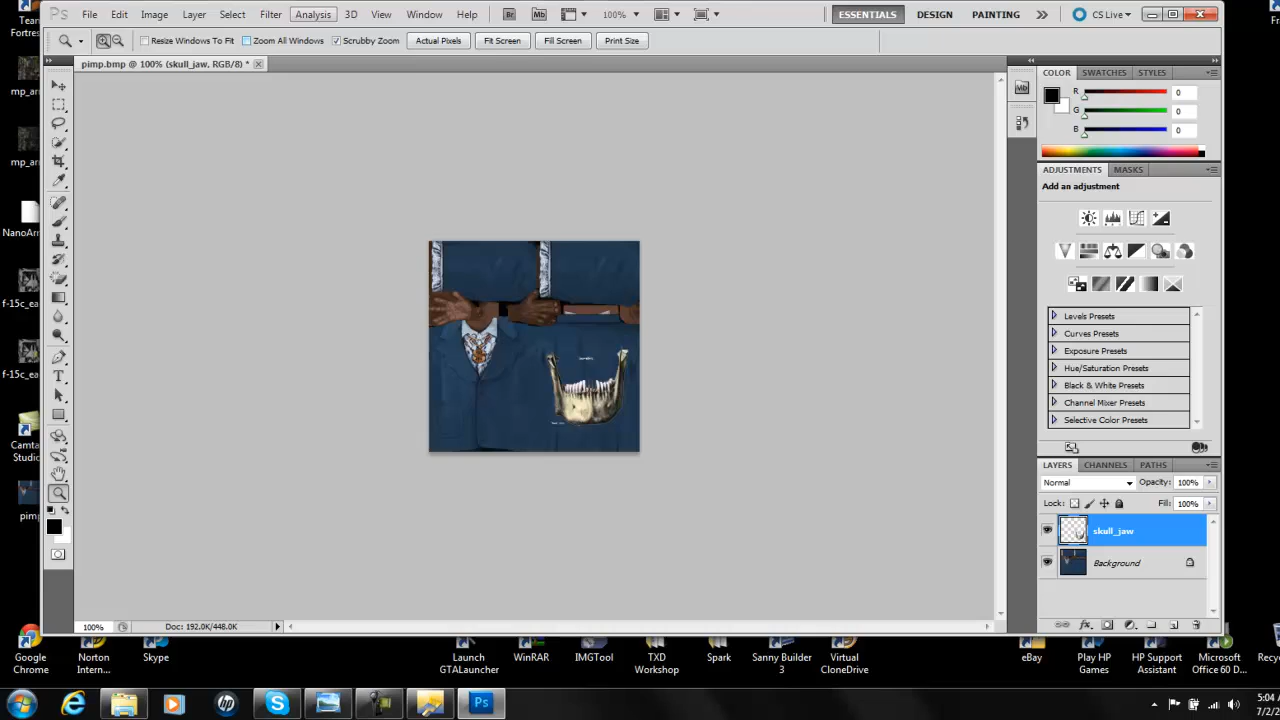 Ps File Edit Image Layer Select Filter Analysis 3D View Window Help Br Mb 100% ESSENTIALS DESIGN PAINTING CS Live
Resize Windows To Fit Zoom All Windows Scrubby Zoom Actual Pixels Fit Screen Fill Screen Print Size
pimp.bmp @ 100% (skull_jaw, RGB/8) *
COLOR SWATCHES STYLES
R 0
G 0
B 0
ADJUSTMENTS MASKS
Add an adjustment
Levels Presets
Curves Presets
Exposure Presets
Hue/Saturation Presets
Black & White Presets
Channel Mixer Presets
Selective Color Presets
LAYERS CHANNELS PATHS
Normal Opacity: 100%
Lock: Fill: 100%
skull_jaw
Background
100% Doc: 192.0K/448.0K
Team
Fortres
mp_ar
mp_ar
NanoArr
f-15c_ea
f-15c_ea
Camta
Studio
pimp
Google
Chrome
Norton
Intern...
Skype
Launch
GTALauncher
WinRAR
IMGTool
TXD
Workshop
Spark
Sanny Builder
3
Virtual
CloneDrive
eBay
Play HP
Games
HP Support
Assistant
Microsoft
Office 60 D...
Recyc
5:04
7/2/2